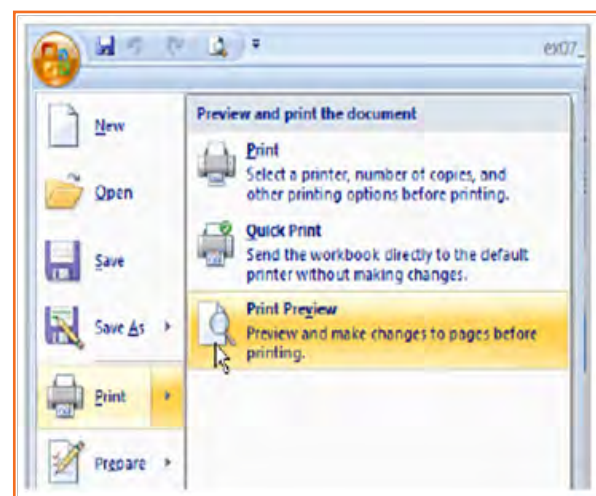 ex07_
New
Open
Save
Save As
Print
Prepare
Preview and print the document
Print
Select a printer, number of copies, and
other printing options before printing.
Quick Print
Send the workbook directly to the default
printer without making changes.
Print Preview
Preview and make changes to pages before
printing.